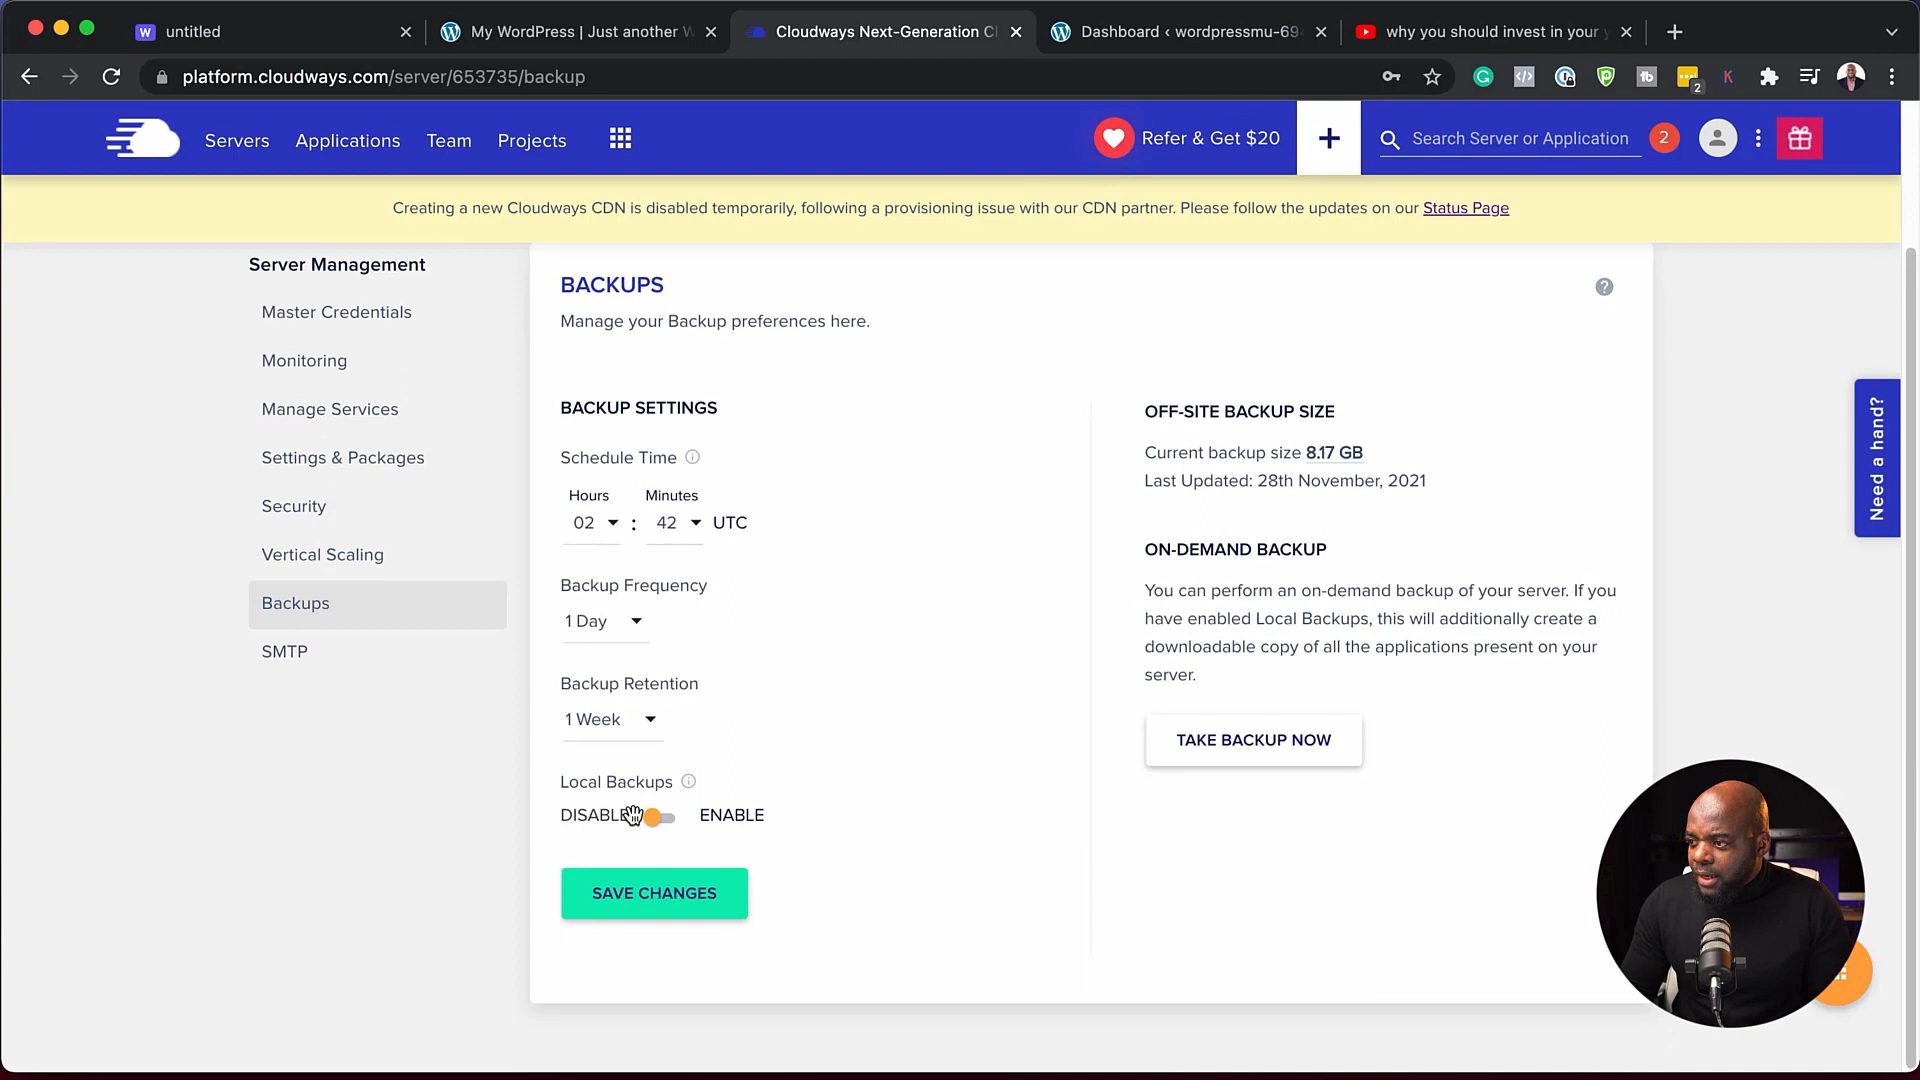 untitled
My WordPress | Just another W
Cloudways Next-Generation Cl
Dashboard ‹ wordpressmu-694
why you should invest in your y
platform.cloudways.com/server/653735/backup
2
Servers
Applications
Team
Projects
Refer & Get $20
Search Server or Application
2
Creating a new Cloudways CDN is disabled temporarily, following a provisioning issue with our CDN partner. Please follow the updates on our Status Page
Server Management
Master Credentials
Monitoring
Manage Services
Settings & Packages
Security
Vertical Scaling
Backups
SMTP
BACKUPS
Manage your Backup preferences here.
BACKUP SETTINGS
Schedule Time
Hours Minutes
02 : 42 UTC
Backup Frequency
1 Day
Backup Retention
1 Week
Local Backups
DISABLE ENABLE
SAVE CHANGES
OFF-SITE BACKUP SIZE
Current backup size 8.17 GB
Last Updated: 28th November, 2021
ON-DEMAND BACKUP
You can perform an on-demand backup of your server. If you
have enabled Local Backups, this will additionally create a
downloadable copy of all the applications present on your
server.
TAKE BACKUP NOW
Need a hand?